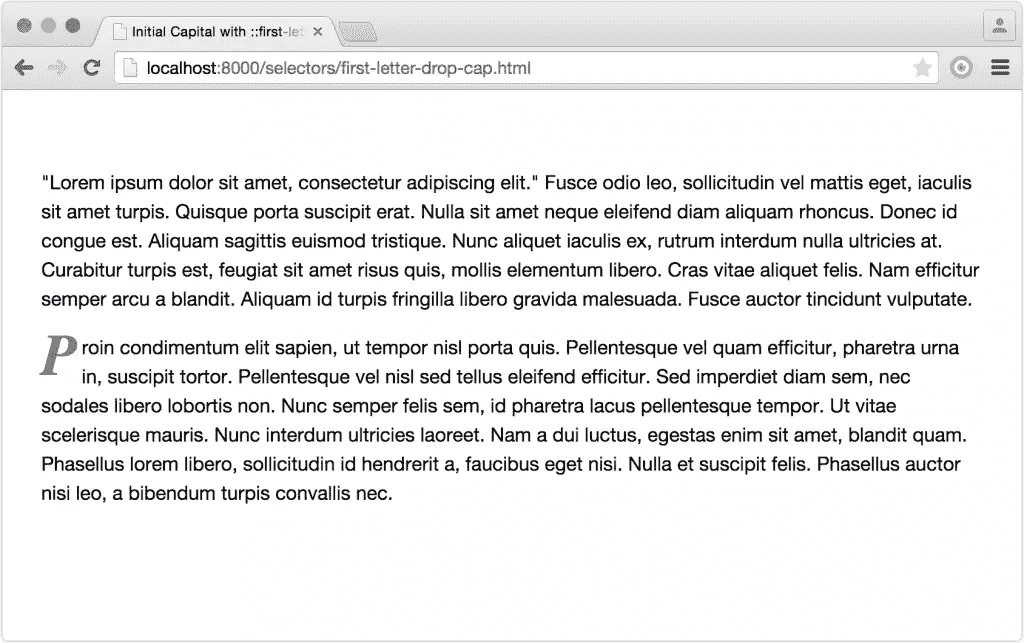 Initial Capital with ::first-let
localhost:8000/selectors/first-letter-drop-cap.html
"Lorem ipsum dolor sit amet, consectetur adipiscing elit." Fusce odio leo, sollicitudin vel mattis eget, iaculis
sit amet turpis. Quisque porta suscipit erat. Nulla sit amet neque eleifend diam aliquam rhoncus. Donec id
congue est. Aliquam sagittis euismod tristique. Nunc aliquet iaculis ex, rutrum interdum nulla ultricies at.
Curabitur turpis est, feugiat sit amet risus quis, mollis elementum libero. Cras vitae aliquet felis. Nam efficitur
semper arcu a blandit. Aliquam id turpis fringilla libero gravida malesuada. Fusce auctor tincidunt vulputate.
Proin condimentum elit sapien, ut tempor nisl porta quis. Pellentesque vel quam efficitur, pharetra urna
in, suscipit tortor. Pellentesque vel nisl sed tellus eleifend efficitur. Sed imperdiet diam sem, nec
sodales libero lobortis non. Nunc semper felis sem, id pharetra lacus pellentesque tempor. Ut vitae
scelerisque mauris. Nunc interdum ultricies laoreet. Nam a dui luctus, egestas enim sit amet, blandit quam.
Phasellus lorem libero, sollicitudin id hendrerit a, faucibus eget nisi. Nulla et suscipit felis. Phasellus auctor
nisi leo, a bibendum turpis convallis nec.